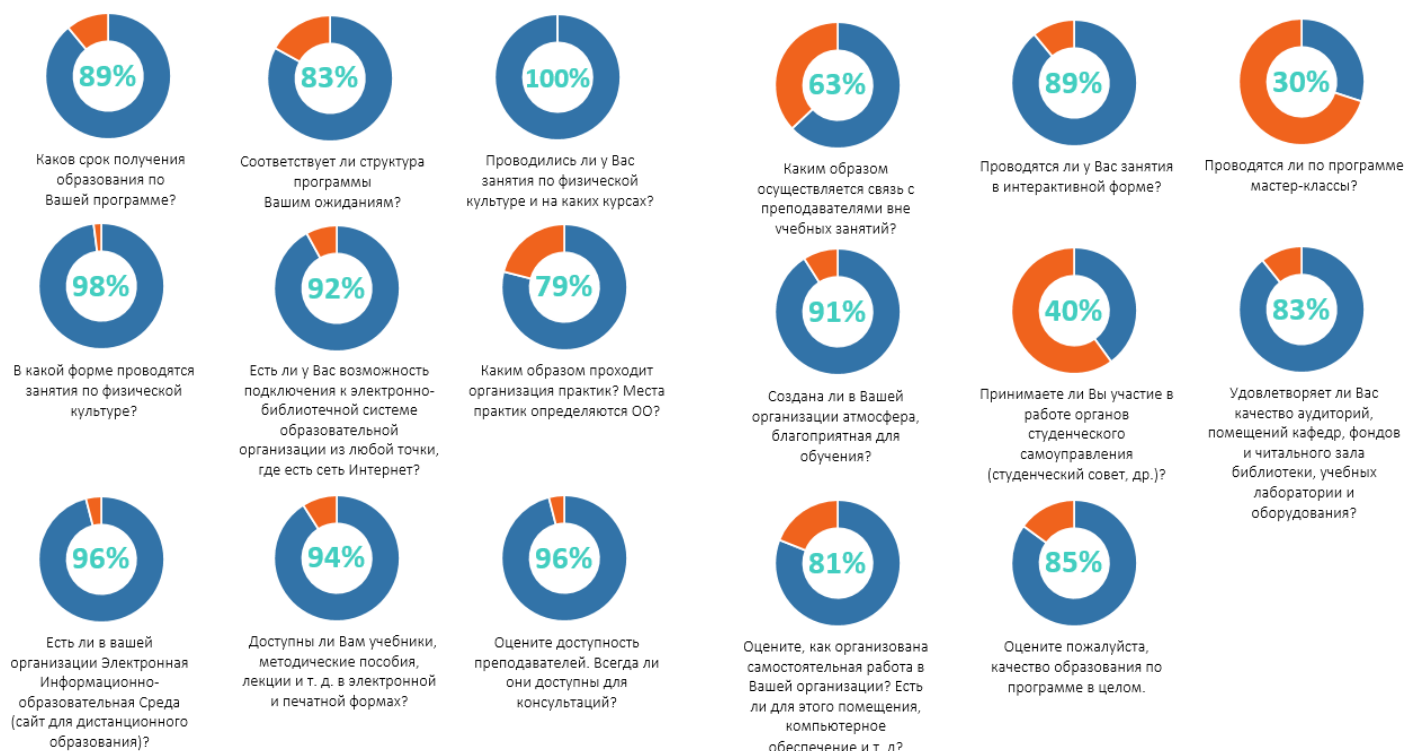 89%
Каков срок получения
образования по
Вашей программе?
83%
Соответствует ли структура
программы
Вашим ожиданиям?
100%
Проводились ли у Вас
занятия по физической
культуре и на каких курсах?
63%
Каким образом
осуществляется связь с
преподавателями вне
учебных занятий?
89%
Проводятся ли у Вас занятия
в интерактивной форме?
30%
Проводятся ли по программе
мастер-классы?
98%
В какой форме проводятся
занятия по физической
культуре?
92%
Есть ли у Вас возможность
подключения к электронно-
библиотечной системе
образовательной
организации из любой точки,
где есть сеть Интернет?
79%
Каким образом проходит
организация практик? Места
практик определяются ОО?
91%
Создана ли в Вашей
организации атмосфера,
благоприятная для
обучения?
40%
Принимаете ли Вы участие в
работе органов
студенческого
самоуправления
(студенческий совет, др.)?
83%
Удовлетворяет ли Вас
качество аудиторий,
помещений кафедр, фондов
и читального зала
библиотеки, учебных
лаборатории и
оборудования?
96%
Есть ли в вашей
организации Электронная
Информационно-
образовательная Среда
(сайт для дистанционного
образования)?
94%
Доступны ли Вам учебники,
методические пособия,
лекции и т. д. в электронной
и печатной формах?
96%
Оцените доступность
преподавателей. Всегда ли
они доступны для
консультаций?
81%
Оцените, как организована
самостоятельная работа в
Вашей организации? Есть
ли для этого помещения,
компьютерное
обеспечение и т. д?
85%
Оцените пожалуйста,
качество образования по
программе в целом.